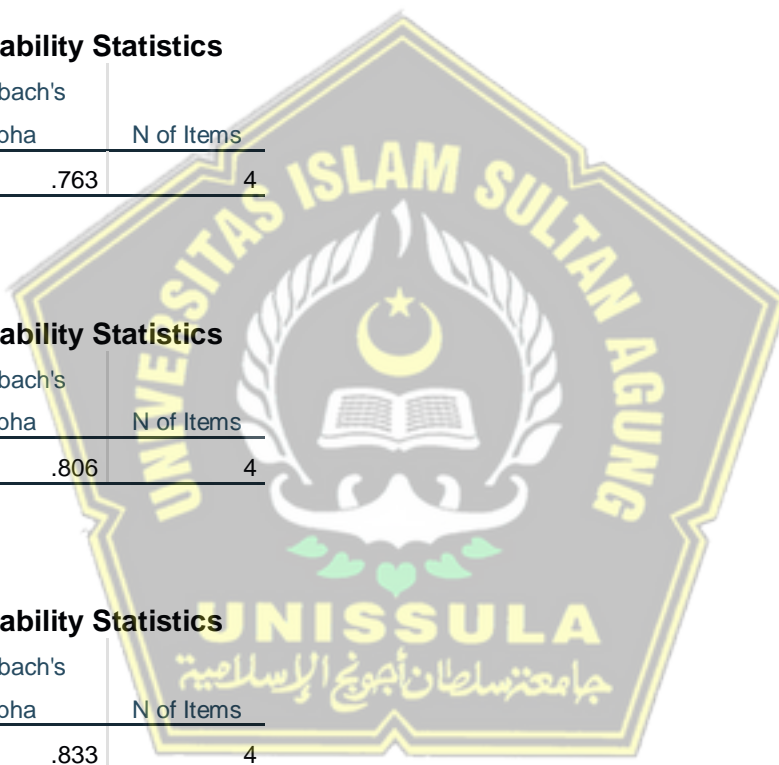 ability Statistics
bach's
pha N of Items
.763 4
ability Statistics
bach's
pha N of Items
.806 4
ability Statistics
bach's
pha N of Items
.833 4
UNIVERSITAS ISLAM SULTAN AGUNG
UNISSULA
جامعة سلطان أجونج الإسلامية